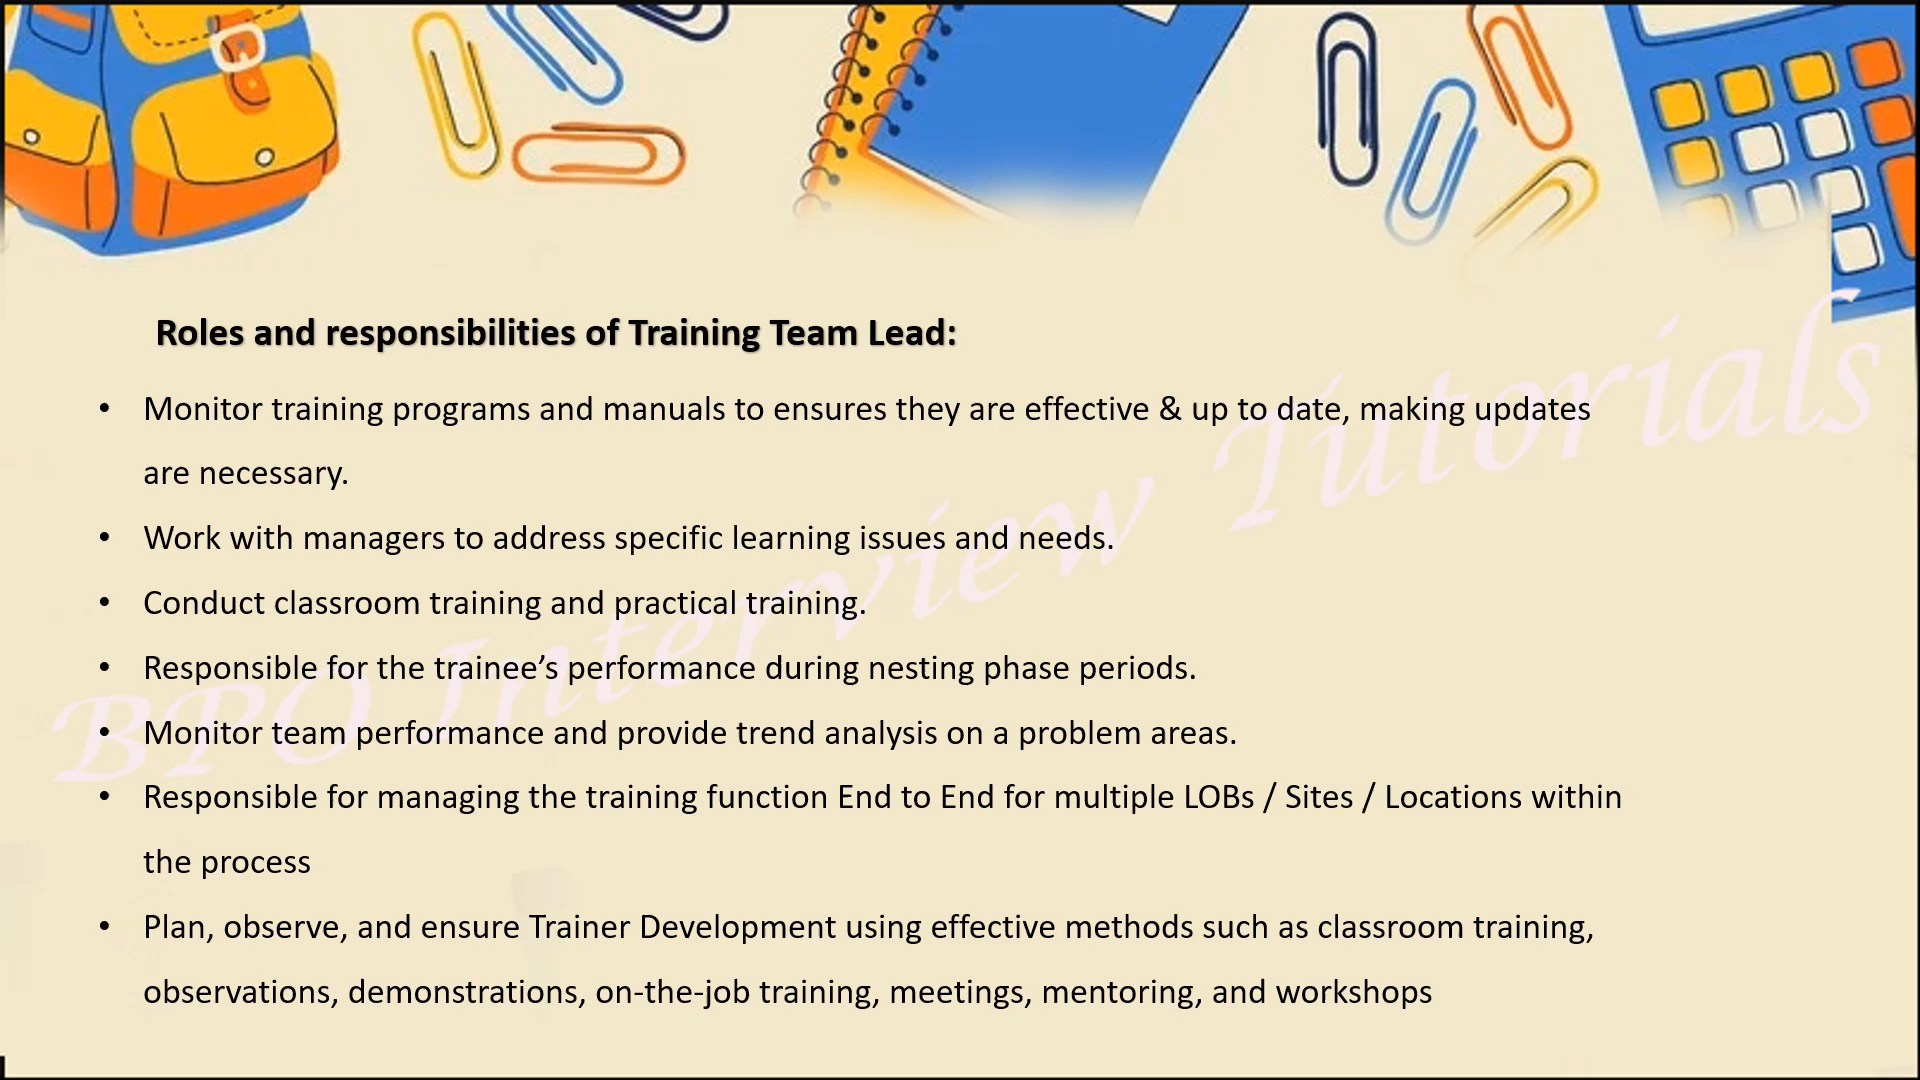 Roles and responsibilities of Training Team Lead:
• Monitor training programs and manuals to ensures they are effective & up to date, making updates
are necessary.
• Work with managers to address specific learning issues and needs.
• Conduct classroom training and practical training.
• Responsible for the trainee’s performance during nesting phase periods.
• Monitor team performance and provide trend analysis on a problem areas.
• Responsible for managing the training function End to End for multiple LOBs / Sites / Locations within
the process
• Plan, observe, and ensure Trainer Development using effective methods such as classroom training,
observations, demonstrations, on-the-job training, meetings, mentoring, and workshops
BPO Interview Tutorials